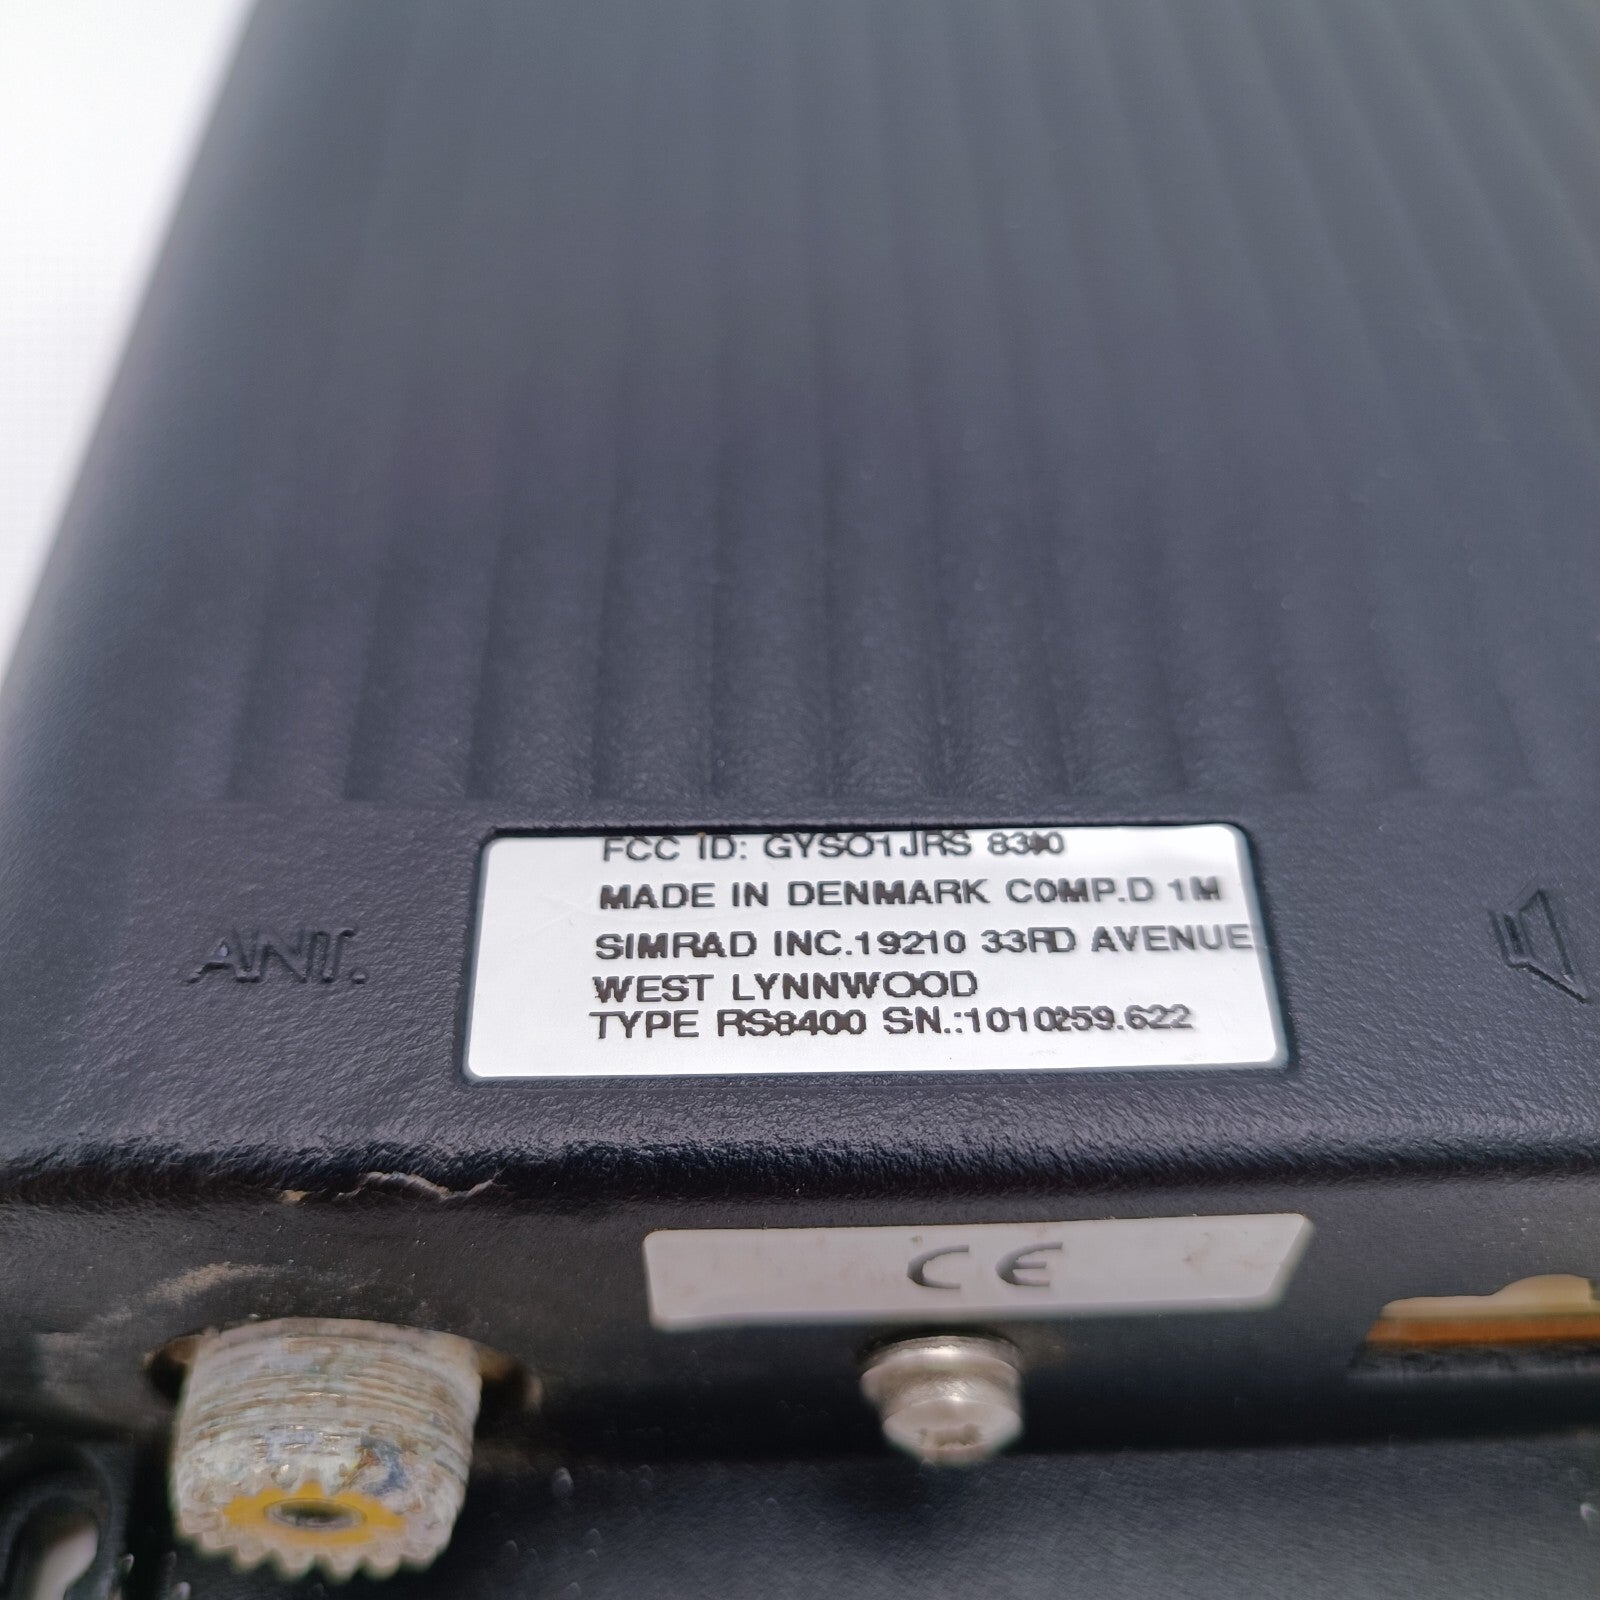 FCC ID: GYSO1JRS
MADE IN DENMARK COMP.D 1M
SIMRAD INC.19210 33RD AVENUE
WEST LYNNWOOD
TYPE RS8400 SN.:1010259.622
ANT.
CE